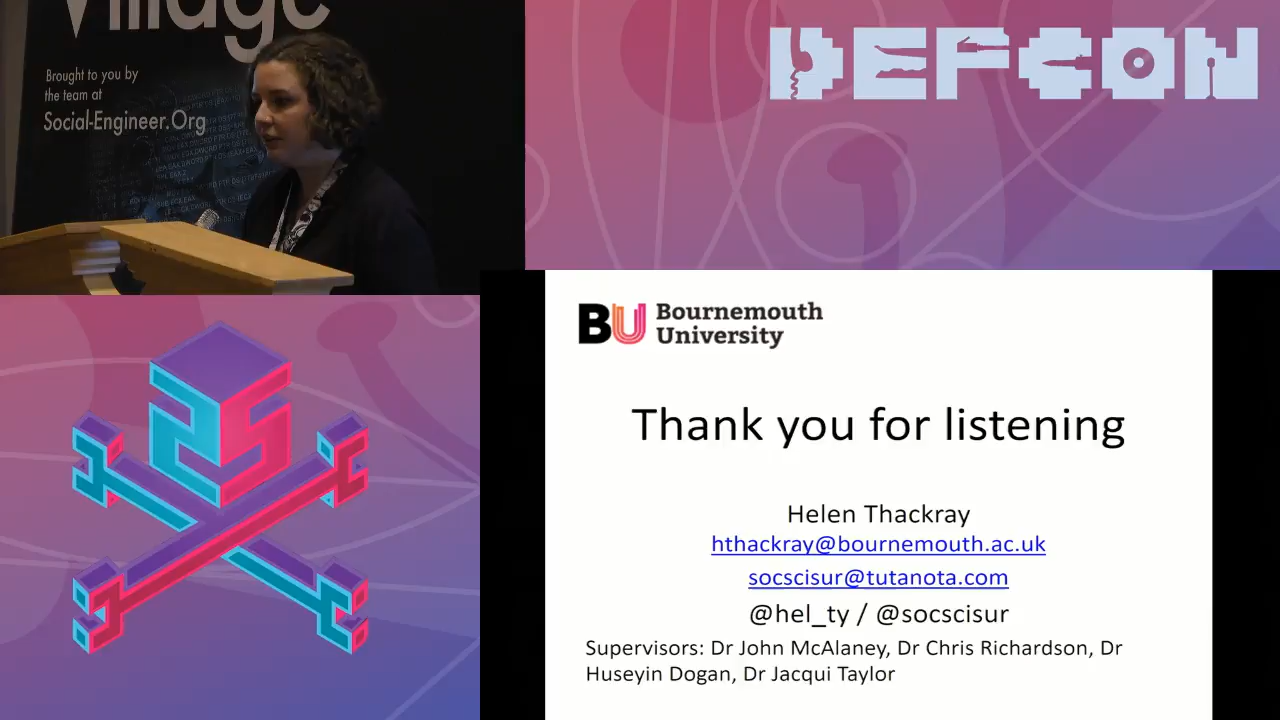 Village
Brought to you by
the team at
Social-Engineer.Org
DEFCON
BU Bournemouth
University
Thank you for listening
Helen Thackray
hthackray@bournemouth.ac.uk
socscisur@tutanota.com
@hel_ty / @socscisur
Supervisors: Dr John McAlaney, Dr Chris Richardson, Dr
Huseyin Dogan, Dr Jacqui Taylor